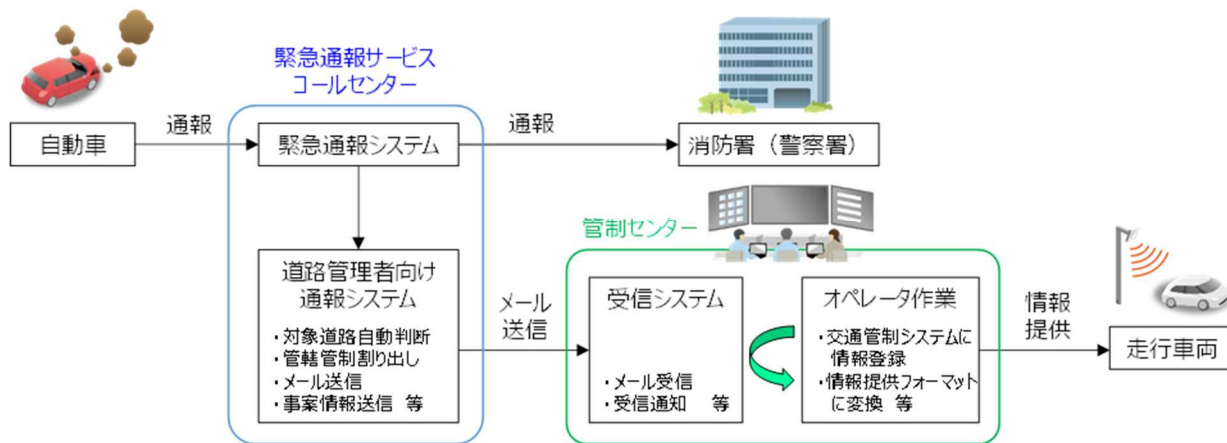 緊急通報サービス
コールセンター
自動車
通報
緊急通報システム
通報
消防署（警察署）
管制センター
道路管理者向け
通報システム
・対象道路自動判断
・管轄管制割り出し
・メール送信
・事案情報送信 等
メール
送信
受信システム
・メール受信
・受信通知 等
オペレータ作業
・交通管制システムに
情報登録
・情報提供フォーマット
に変換 等
情報
提供
走行車両